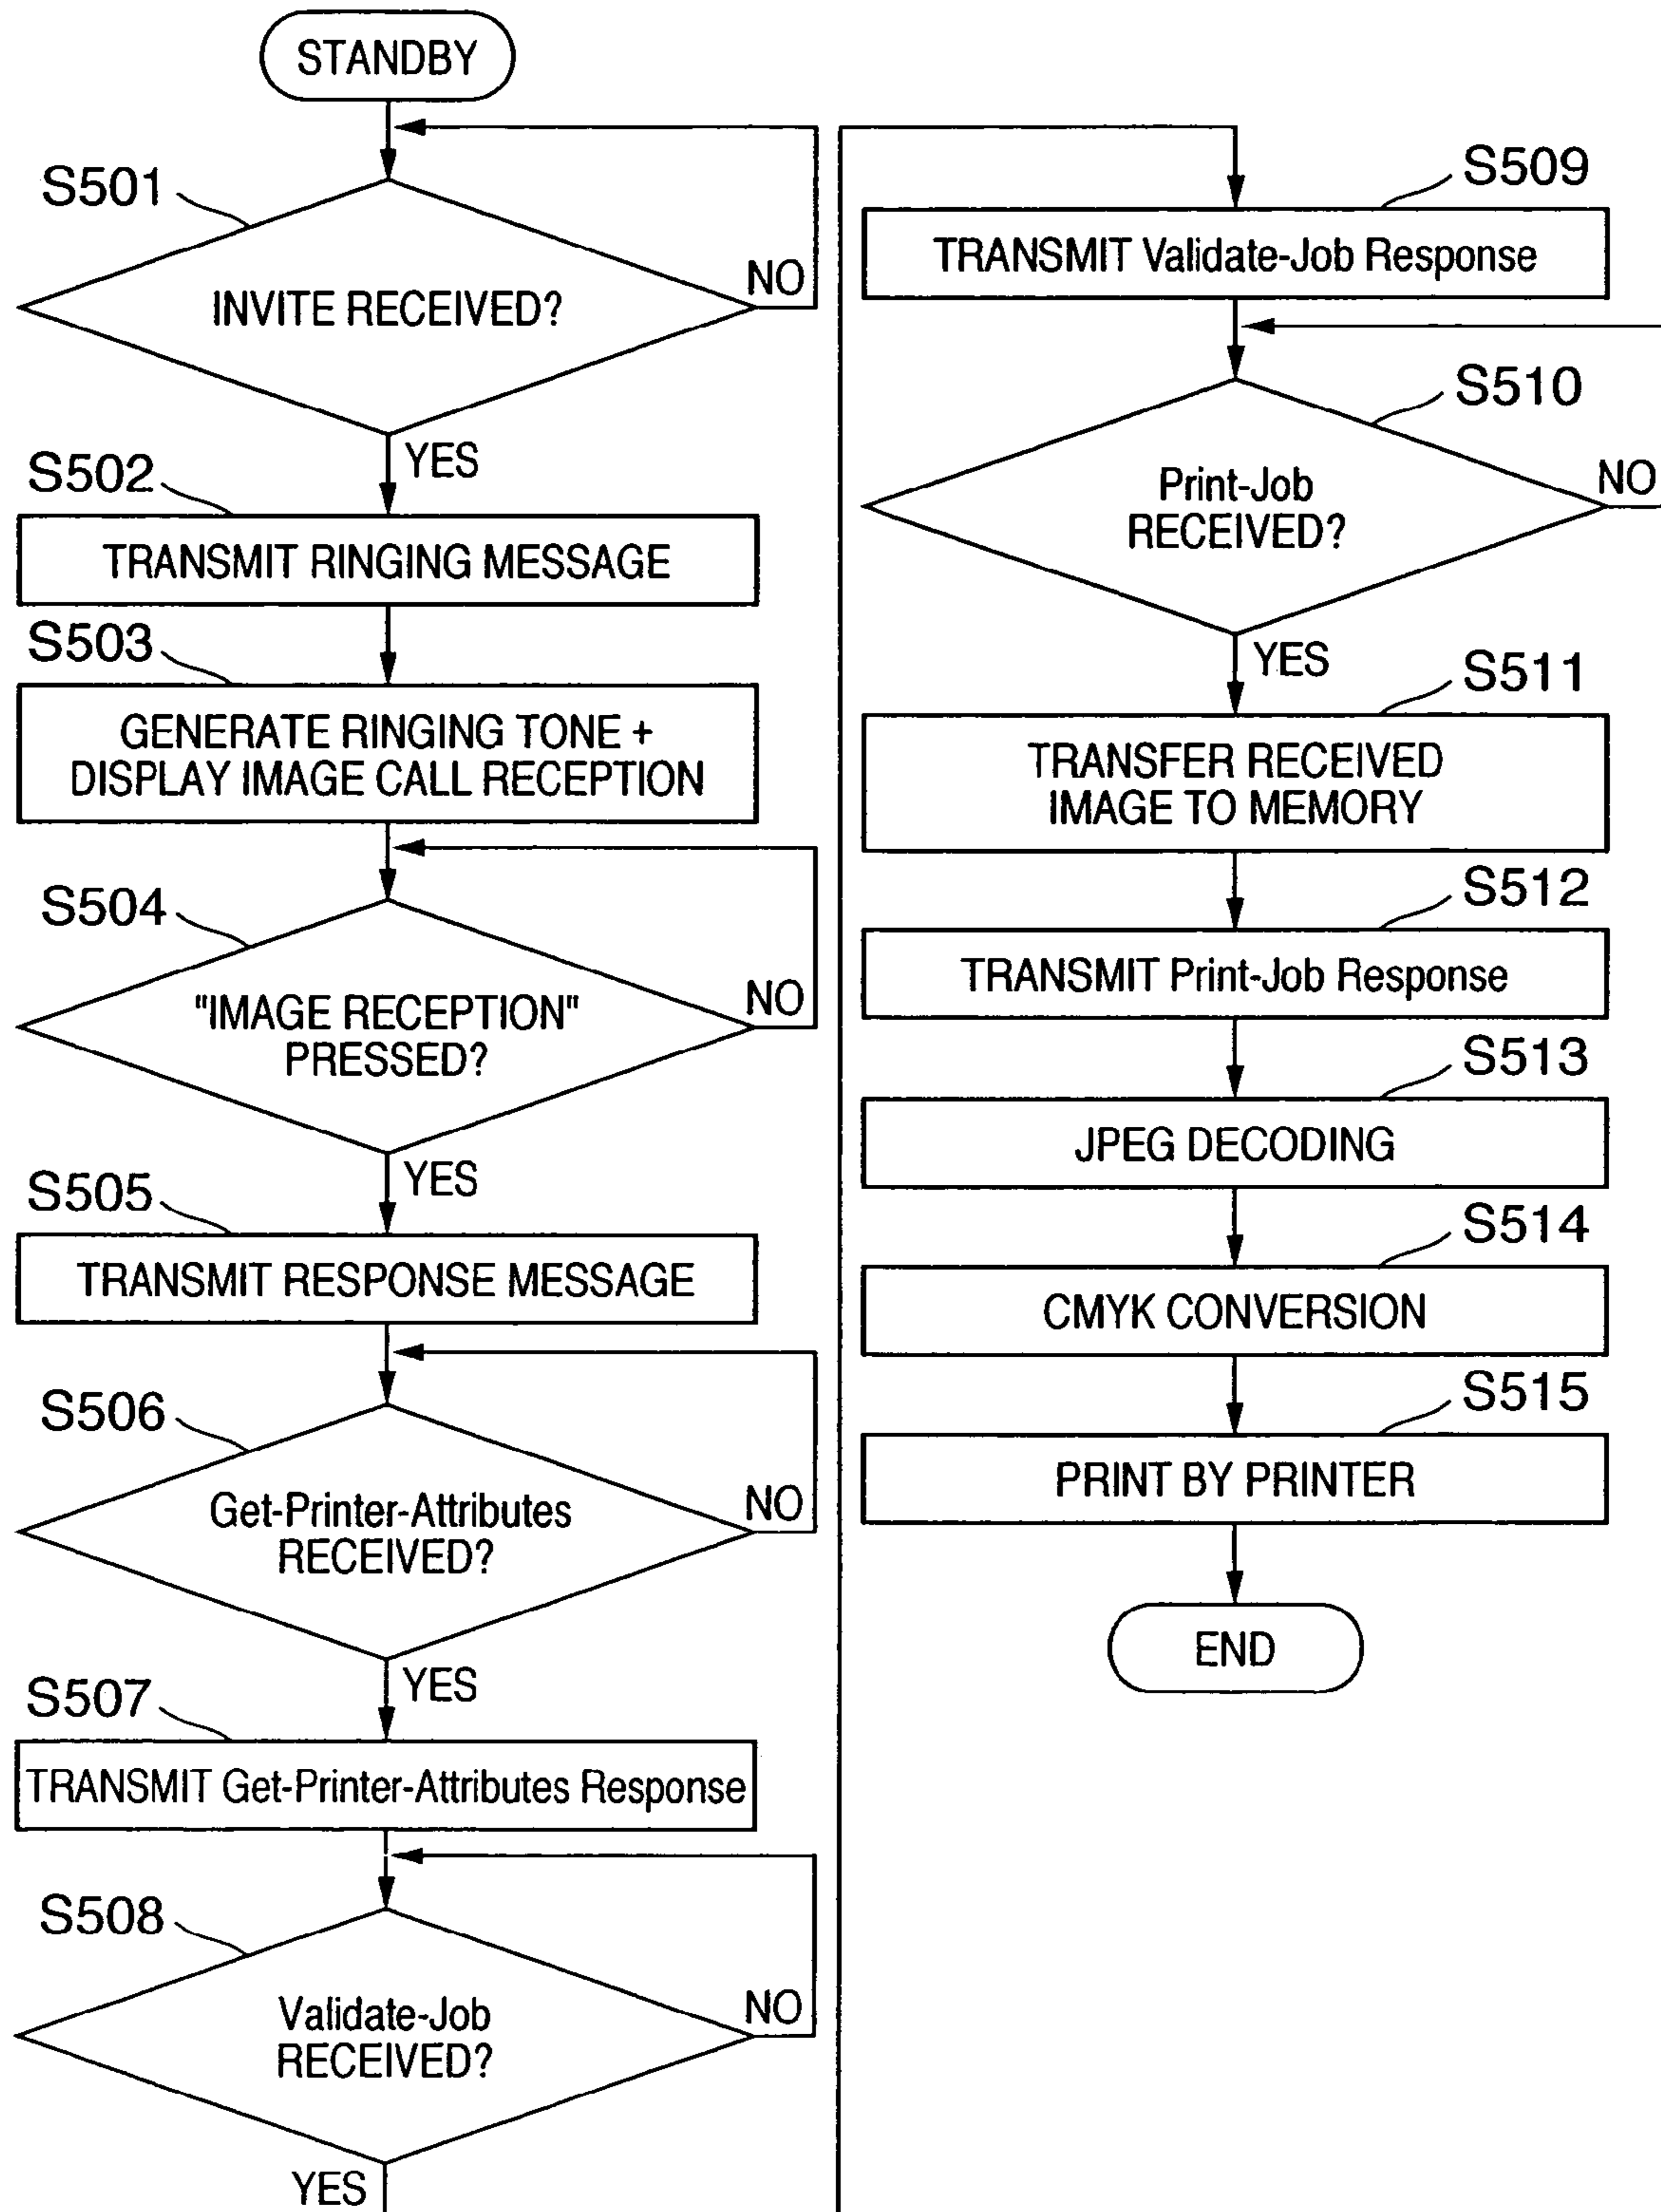 STANDBY
S501
INVITE RECEIVED?
NO
YES
S502
TRANSMIT RINGING MESSAGE
S503
GENERATE RINGING TONE +
DISPLAY IMAGE CALL RECEPTION
S504
"IMAGE RECEPTION"
PRESSED?
NO
YES
S505
TRANSMIT RESPONSE MESSAGE
S506
Get-Printer-Attributes
RECEIVED?
NO
YES
S507
TRANSMIT Get-Printer-Attributes Response
S508
Validate-Job
RECEIVED?
NO
YES
S509
TRANSMIT Validate-Job Response
S510
Print-Job
RECEIVED?
NO
YES
S511
TRANSFER RECEIVED
IMAGE TO MEMORY
S512
TRANSMIT Print-Job Response
S513
JPEG DECODING
S514
CMYK CONVERSION
S515
PRINT BY PRINTER
END